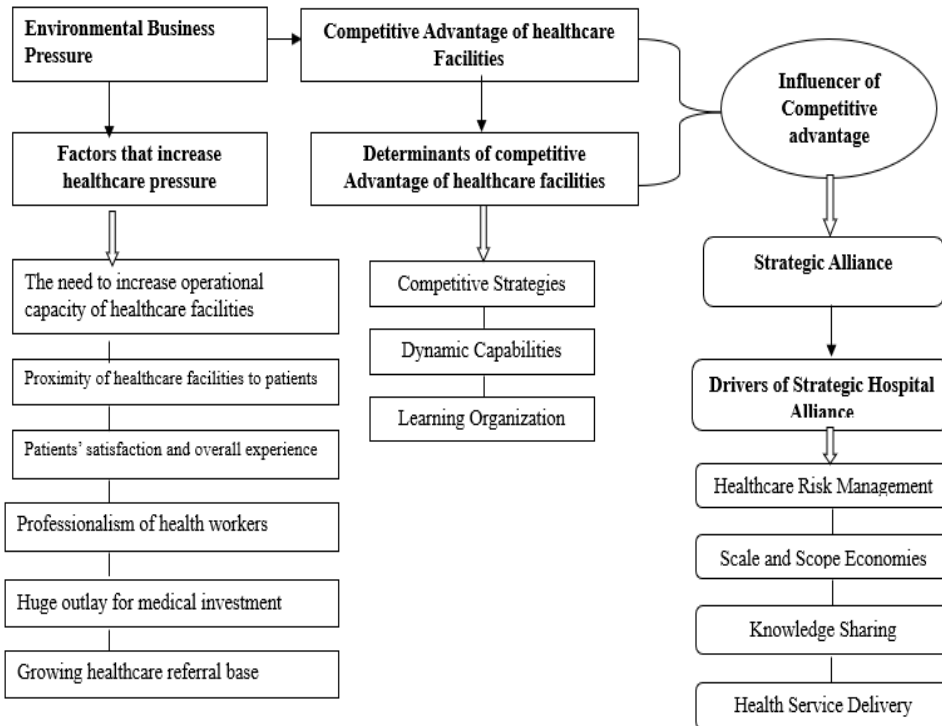 Environmental Business
Pressure
Competitive Advantage of healthcare
Facilities
Influencer of
Competitive
advantage
Factors that increase
healthcare pressure
Determinants of competitive
Advantage of healthcare facilities
The need to increase operational
capacity of healthcare facilities
Proximity of healthcare facilities to patients
Patients’ satisfaction and overall experience
Professionalism of health workers
Huge outlay for medical investment
Growing healthcare referral base
Competitive Strategies
Dynamic Capabilities
Learning Organization
Strategic Alliance
Drivers of Strategic Hospital
Alliance
Healthcare Risk Management
Scale and Scope Economies
Knowledge Sharing
Health Service Delivery